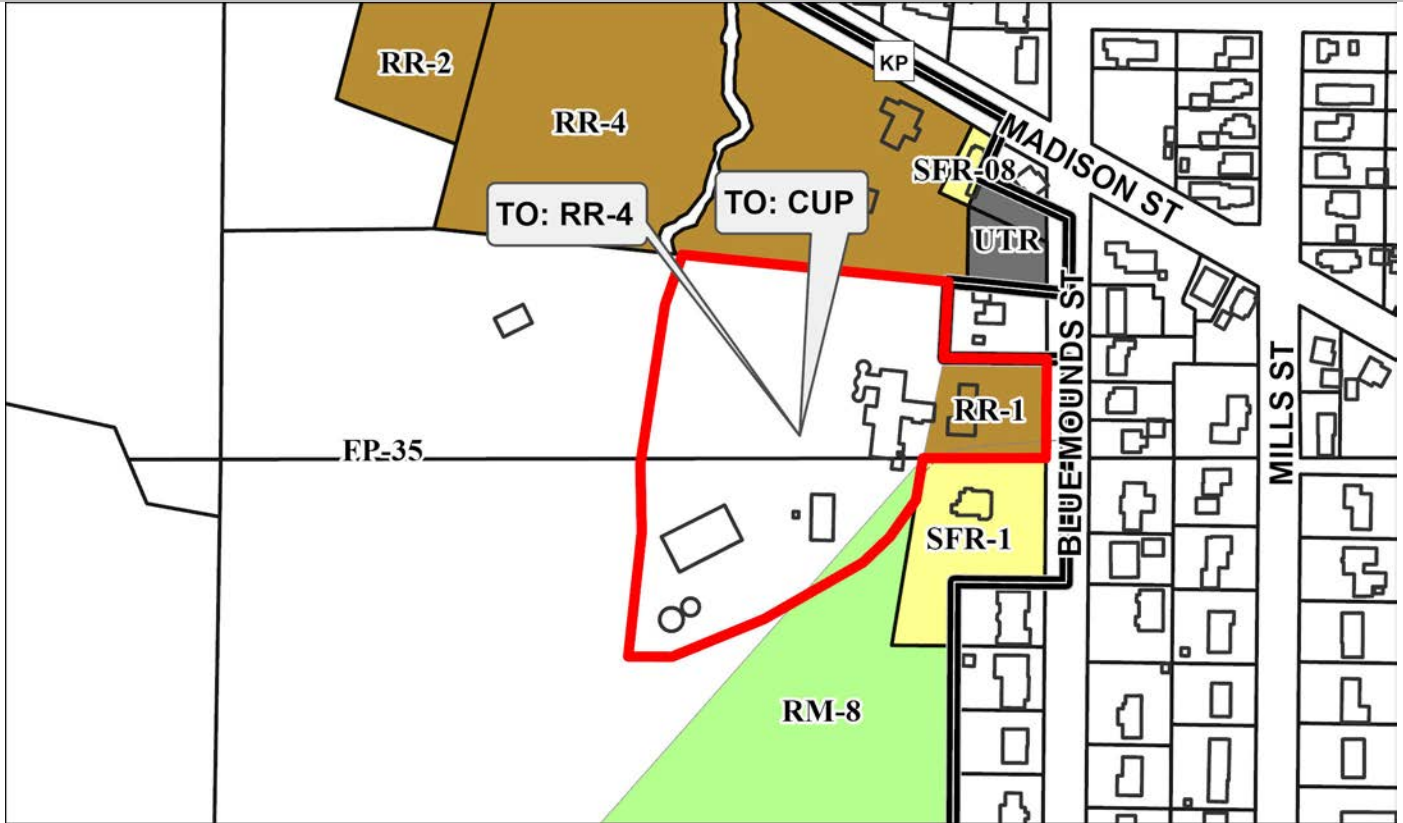 RR-2
KP
RR-4
MADISON ST
SFR-08
TO: RR-4
TO: CUP
UTR
BLUE MOUNDS ST
MILLS ST
RR-1
FP-35
SFR-1
RM-8